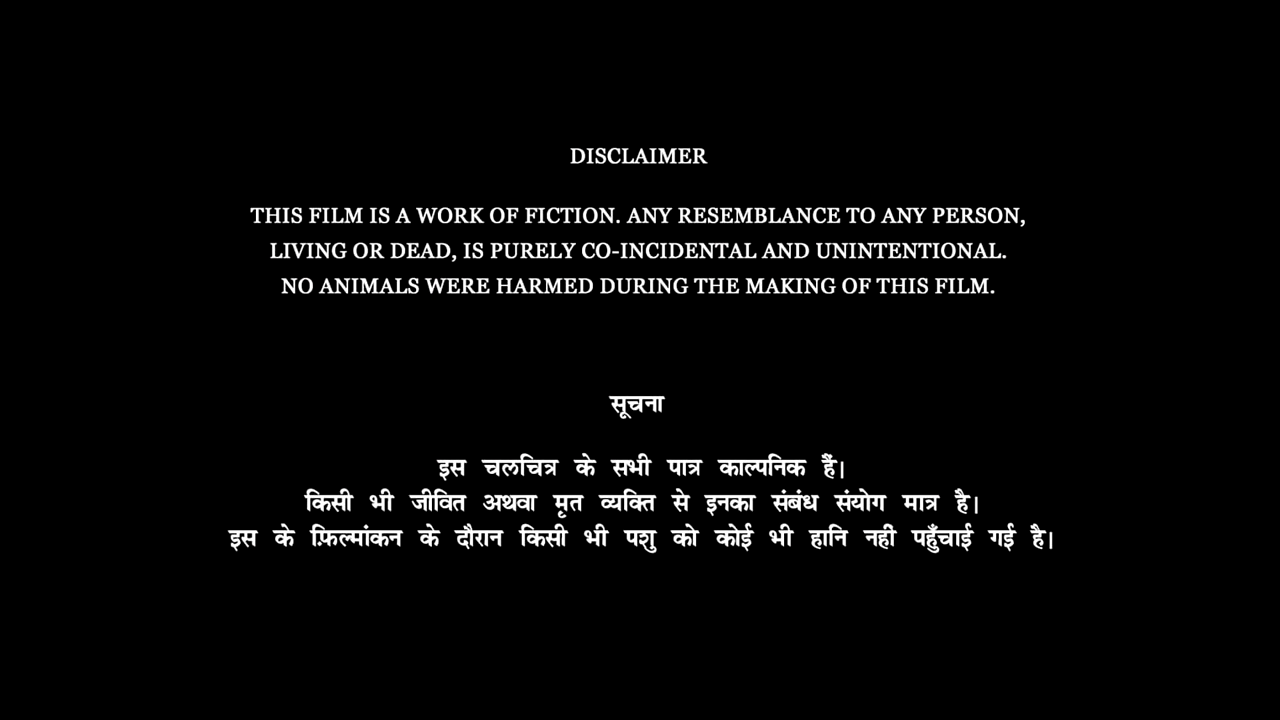 DISCLAIMER
THIS FILM IS A WORK OF FICTION. ANY RESEMBLANCE TO ANY PERSON,
LIVING OR DEAD, IS PURELY CO-INCIDENTAL AND UNINTENTIONAL.
NO ANIMALS WERE HARMED DURING THE MAKING OF THIS FILM.
सूचना
इस चलचित्र के सभी पात्र काल्पनिक हैं।
किसी भी जीवित अथवा मृत व्यक्ति से इनका संबंध संयोग मात्र है।
इस के फ़िल्मांकन के दौरान किसी भी पशु को कोई भी हानि नहीं पहुँचाई गई है।